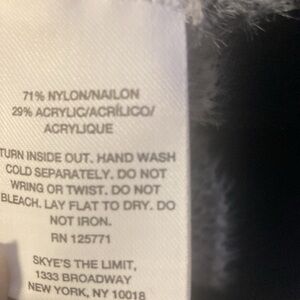 71% NYLON/NAILON
29% ACRYLIC/ACRÍLICO/
ACRYLIQUE
TURN INSIDE OUT. HAND WASH
COLD SEPARATELY. DO NOT
WRING OR TWIST. DO NOT
BLEACH. LAY FLAT TO DRY. DO
NOT IRON.
RN 125771
SKYE'S THE LIMIT,
1333 BROADWAY
NEW YORK, NY 10018